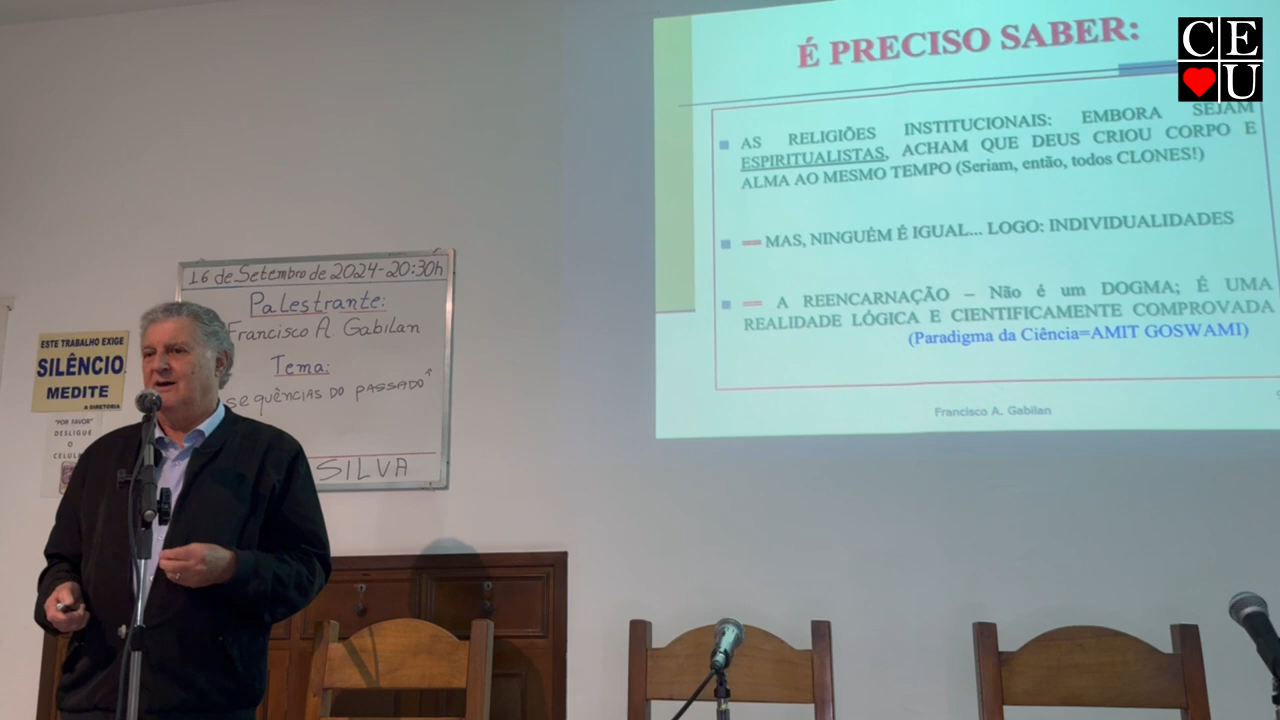 É PRECISO SABER:
C E
U
AS RELIGIÕES INSTITUCIONAIS: EMBORA SEJAM
ESPIRITUALISTAS, ACHAM QUE DEUS CRIOU CORPO E
ALMA AO MESMO TEMPO (Seriam, então, todos CLONES!)
MAS, NINGUÉM É IGUAL... LOGO: INDIVIDUALIDADES
A REENCARNAÇÃO – Não é um DOGMA; É UMA
REALIDADE LÓGICA E CIENTIFICAMENTE COMPROVADA
(Paradigma da Ciência=AMIT GOSWAMI)
Francisco A. Gabilan
16 de Setembro de 2024-20:30h
Palestrante:
Francisco A Gabilan
Tema:
sequências do passado"
SILVA
ESTE TRABALHO EXIGE
SILÊNCIO
MEDITE
A DIRETORIA
"POR FAVOR"
DESLIGUE
O
CELUL